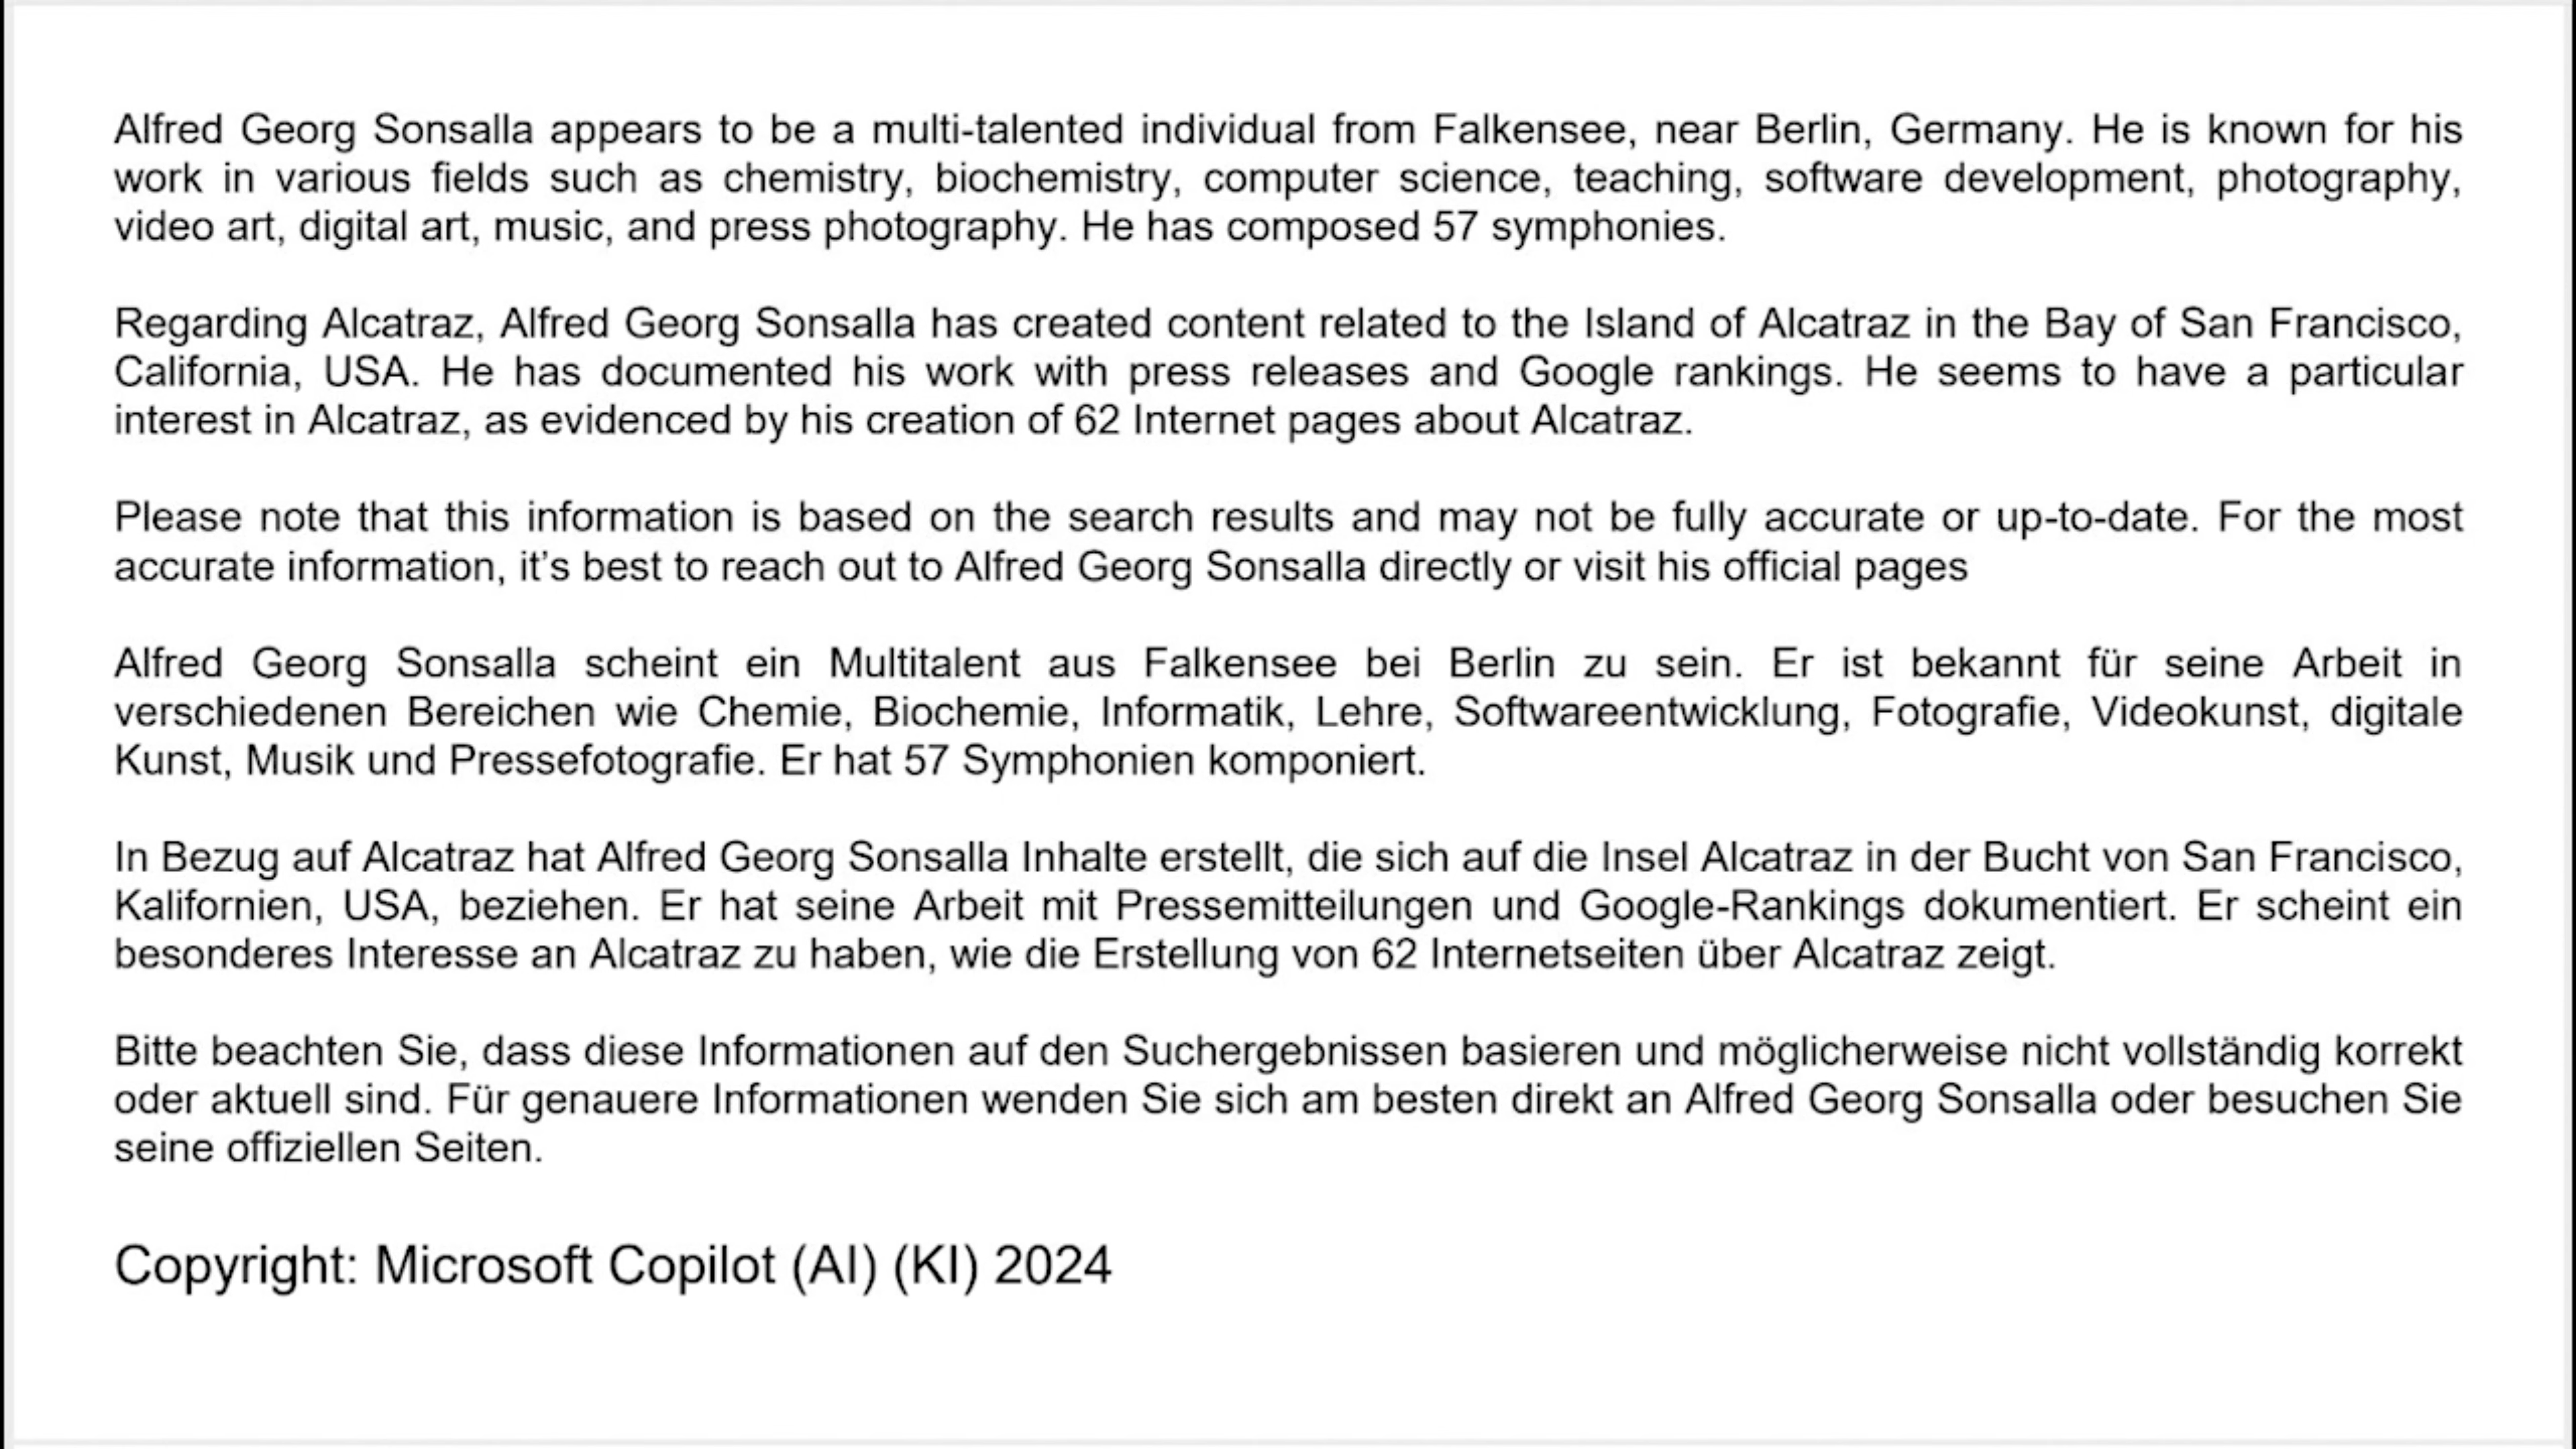 Alfred Georg Sonsalla appears to be a multi-talented individual from Falkensee, near Berlin, Germany. He is known for his
work in various fields such as chemistry, biochemistry, computer science, teaching, software development, photography,
video art, digital art, music, and press photography. He has composed 57 symphonies.
Regarding Alcatraz, Alfred Georg Sonsalla has created content related to the Island of Alcatraz in the Bay of San Francisco,
California, USA. He has documented his work with press releases and Google rankings. He seems to have a particular
interest in Alcatraz, as evidenced by his creation of 62 Internet pages about Alcatraz.
Please note that this information is based on the search results and may not be fully accurate or up-to-date. For the most
accurate information, it’s best to reach out to Alfred Georg Sonsalla directly or visit his official pages
Alfred Georg Sonsalla scheint ein Multitalent aus Falkensee bei Berlin zu sein. Er ist bekannt für seine Arbeit in
verschiedenen Bereichen wie Chemie, Biochemie, Informatik, Lehre, Softwareentwicklung, Fotografie, Videokunst, digitale
Kunst, Musik und Pressefotografie. Er hat 57 Symphonien komponiert.
In Bezug auf Alcatraz hat Alfred Georg Sonsalla Inhalte erstellt, die sich auf die Insel Alcatraz in der Bucht von San Francisco,
Kalifornien, USA, beziehen. Er hat seine Arbeit mit Pressemitteilungen und Google-Rankings dokumentiert. Er scheint ein
besonderes Interesse an Alcatraz zu haben, wie die Erstellung von 62 Internetseiten über Alcatraz zeigt.
Bitte beachten Sie, dass diese Informationen auf den Suchergebnissen basieren und möglicherweise nicht vollständig korrekt
oder aktuell sind. Für genauere Informationen wenden Sie sich am besten direkt an Alfred Georg Sonsalla oder besuchen Sie
seine offiziellen Seiten.
Copyright: Microsoft Copilot (AI) (KI) 2024